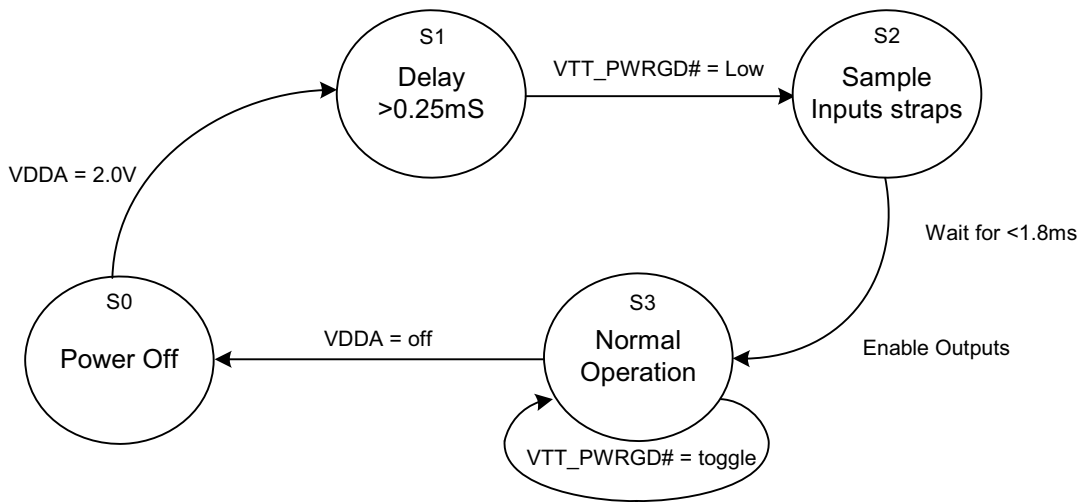 S1
Delay
>0.25mS
VTT_PWRGD# = Low
S2
Sample
Inputs straps
VDDA = 2.0V
Wait for <1.8ms
S0
Power Off
VDDA = off
S3
Normal
Operation
Enable Outputs
VTT_PWRGD# = toggle